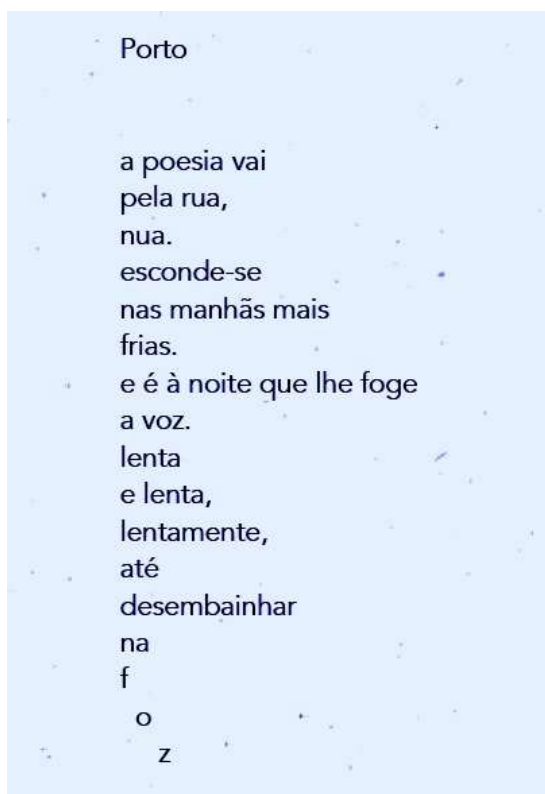 Porto
a poesia vai
pela rua,
nua.
esconde-se
nas manhãs mais
frias.
e é à noite que lhe foge
a voz.
lenta
e lenta,
lentamente,
até
desembainhar
na
f
o
z